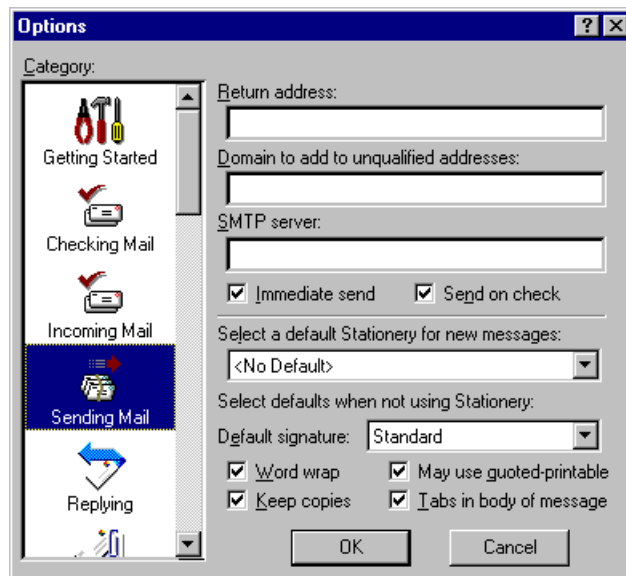 Options
Category:
Getting Started
Checking Mail
Incoming Mail
Sending Mail
Replying
Return address:
Domain to add to unqualified addresses:
SMTP server:
Immediate send
Send on check
Select a default Stationery for new messages:
<No Default>
Select defaults when not using Stationery:
Default signature: Standard
Word wrap
May use quoted-printable
Keep copies
Tabs in body of message
OK
Cancel